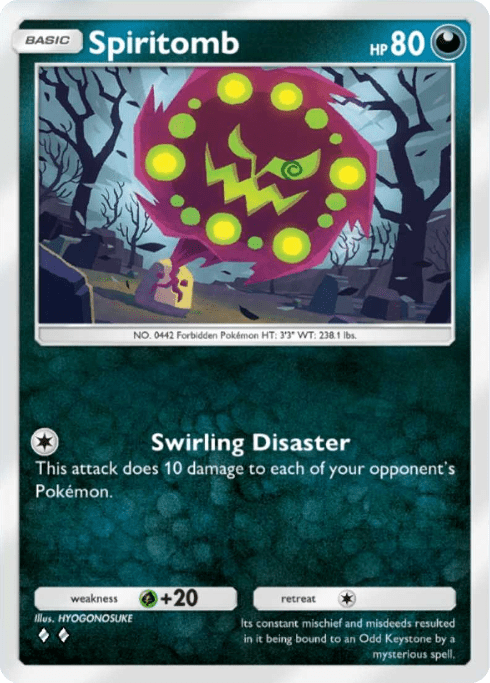 BASIC Spiritomb HP 80
NO. 0442 Forbidden Pokémon HT: 3'3" WT: 238.1 lbs.
Swirling Disaster
This attack does 10 damage to each of your opponent's
Pokémon.
weakness +20 retreat
Illus. HYOGONOSUKE
Its constant mischief and misdeeds resulted
in it being bound to an Odd Keystone by a
mysterious spell.